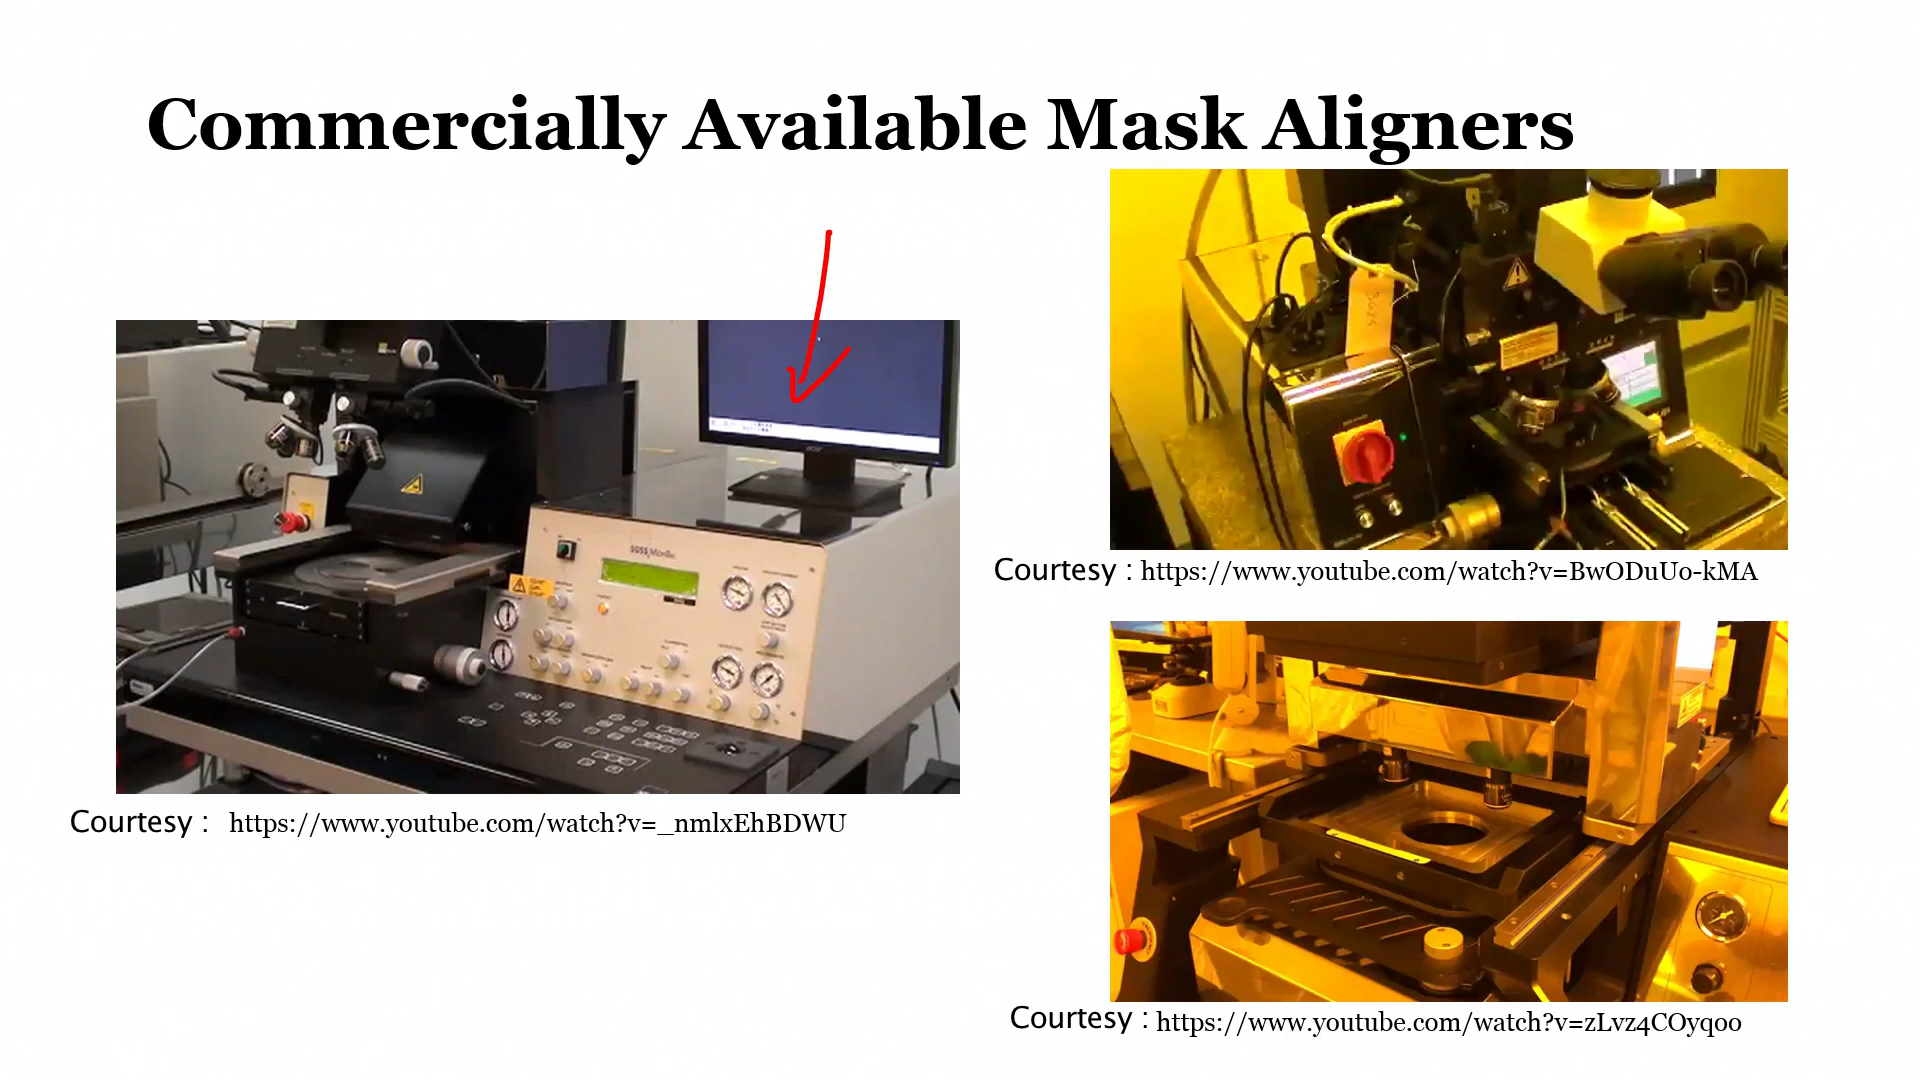 Commercially Available Mask Aligners
Courtesy : https://www.youtube.com/watch?v=_nmlxEhBDWU
Courtesy : https://www.youtube.com/watch?v=BwODuUo-kMA
Courtesy : https://www.youtube.com/watch?v=zLvz4COyqoo